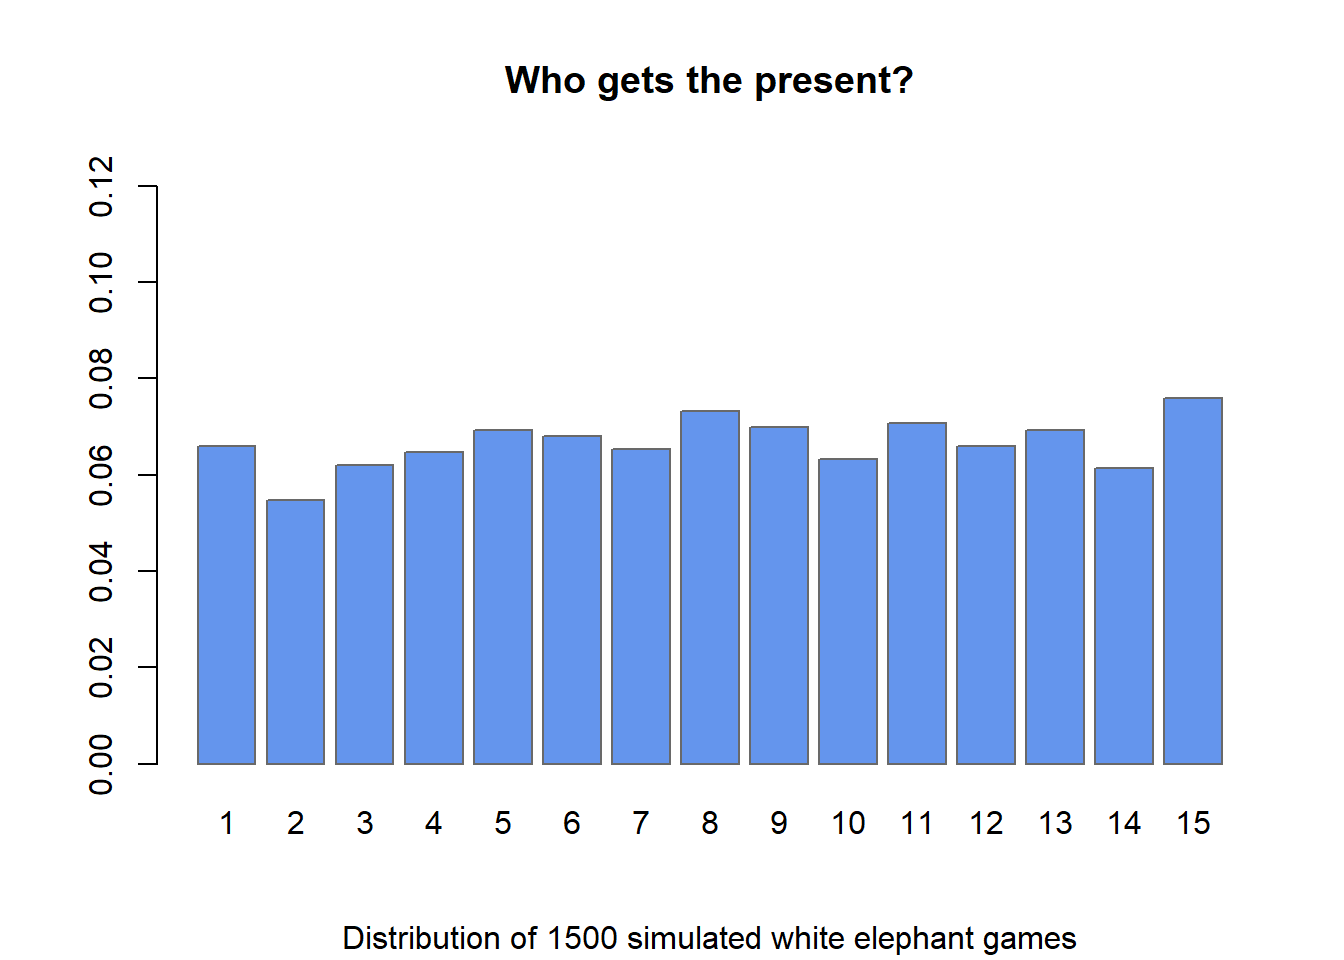 Who gets the present?
0.12
0.10
0.08
0.06
0.04
0.02
0.00
1 2 3 4 5 6 7 8 9 10 11 12 13 14 15
Distribution of 1500 simulated white elephant games